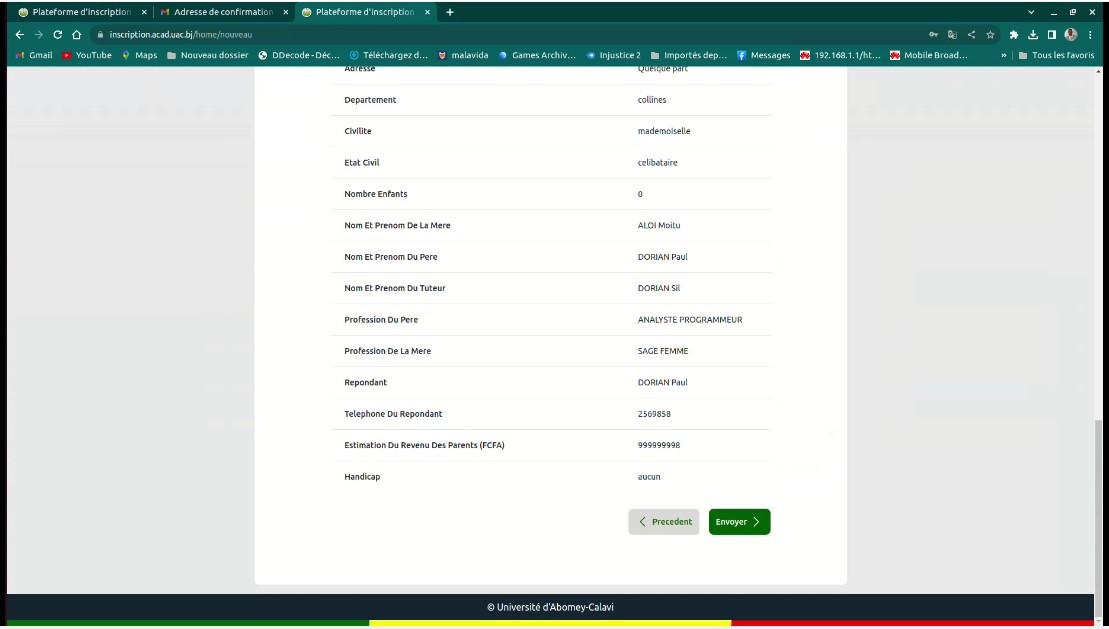 Plateforme d'inscription
Adresse de confirmation
Plateforme d'inscription
inscription.acad.uac.bj/home/nouveau
Gmail YouTube Maps Nouveau dossier DDecode - Déc... Téléchargez d... malavida Games Archiv... Injustice 2 Importés dep... Messages 192.168.1.1/ht... Mobile Broad... » Tous les favoris
Adresse Quelque part
Departement collines
Civilite mademoiselle
Etat Civil celibataire
Nombre Enfants 0
Nom Et Prenom De La Mere ALOI Moitu
Nom Et Prenom Du Pere DORIAN Paul
Nom Et Prenom Du Tuteur DORIAN Sil
Profession Du Pere ANALYSTE PROGRAMMEUR
Profession De La Mere SAGE FEMME
Repondant DORIAN Paul
Telephone Du Repondant 2569858
Estimation Du Revenu Des Parents (FCFA) 999999998
Handicap aucun
Precedent Envoyer
© Université d'Abomey-Calavi